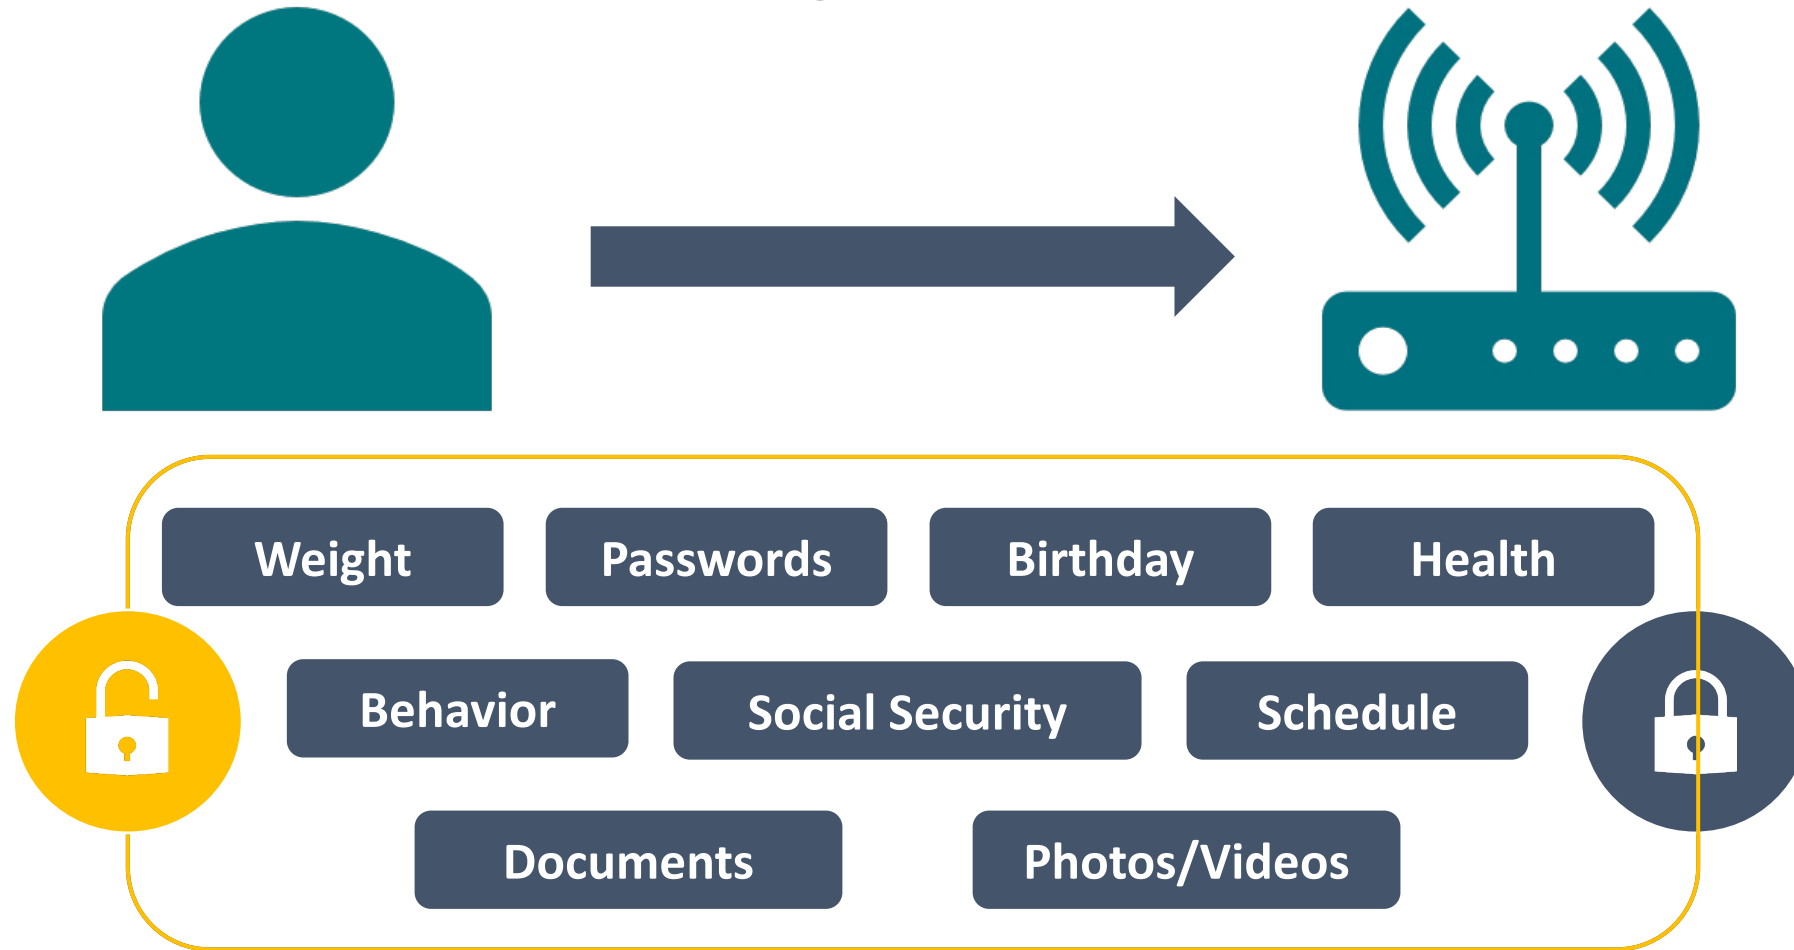 Weight
Passwords
Birthday
Health
Behavior
Social Security
Schedule
Documents
Photos/Videos